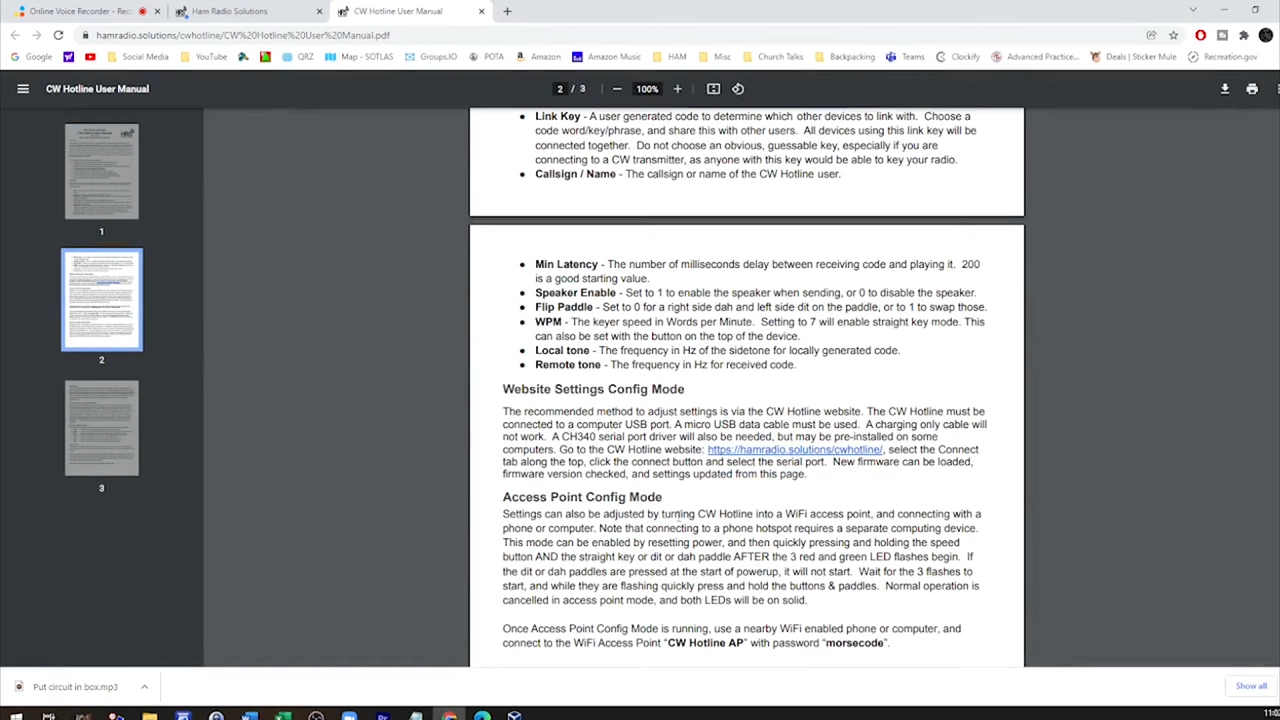 Online Voice Recorder - Rec
Ham Radio Solutions
CW Hotline User Manual
hamradio.solutions/cwhotline/CW%20Hotline%20User%20Manual.pdf
Google
Social Media
YouTube
QRZ
Map - SOTLAS
Groups.IO
POTA
Amazon
Amazon Music
HAM
Misc
Church Talks
Backpacking
Teams
Clockify
Advanced Practice...
Deals | Sticker Mule
Recreation.gov
CW Hotline User Manual
2 / 3
100%
• Link Key - A user generated code to determine which other devices to link with. Choose a
code word/key/phrase, and share this with other users. All devices using this link key will be
connected together. Do not choose an obvious, guessable key, especially if you are
connecting to a CW transmitter, as anyone with this key would be able to key your radio.
• Callsign / Name - The callsign or name of the CW Hotline user.
1
2
3
• Min Latency - The number of milliseconds delay between receiving code and playing it. 200
is a good starting value.
• Speaker Enable - Set to 1 to enable the speaker when sending, or 0 to disable the speaker.
• Flip Paddle - Set to 0 for a right side dah and left side dit on the paddle, or to 1 to swap those.
• WPM - The keyer speed in Words per Minute. Setting to 7 will enable straight key mode. This
can also be set with the button on the top of the device.
• Local tone - The frequency in Hz of the sidetone for locally generated code.
• Remote tone - The frequency in Hz for received code.
Website Settings Config Mode
The recommended method to adjust settings is via the CW Hotline website. The CW Hotline must be
connected to a computer USB port. A micro USB data cable must be used. A charging only cable will
not work. A CH340 serial port driver will also be needed, but may be pre-installed on some
computers. Go to the CW Hotline website: https://hamradio.solutions/cwhotline/, select the Connect
tab along the top, click the connect button and select the serial port. New firmware can be loaded,
firmware version checked, and settings updated from this page.
Access Point Config Mode
Settings can also be adjusted by turning CW Hotline into a WiFi access point, and connecting with a
phone or computer. Note that connecting to a phone hotspot requires a separate computing device.
This mode can be enabled by resetting power, and then quickly pressing and holding the speed
button AND the straight key or dit or dah paddle AFTER the 3 red and green LED flashes begin. If
the dit or dah paddles are pressed at the start of powerup, it will not start. Wait for the 3 flashes to
start, and while they are flashing quickly press and hold the buttons & paddles. Normal operation is
cancelled in access point mode, and both LEDs will be on solid.
Once Access Point Config Mode is running, use a nearby WiFi enabled phone or computer, and
connect to the WiFi Access Point “CW Hotline AP” with password “morsecode”.
Put circuit in box.mp3
Show all